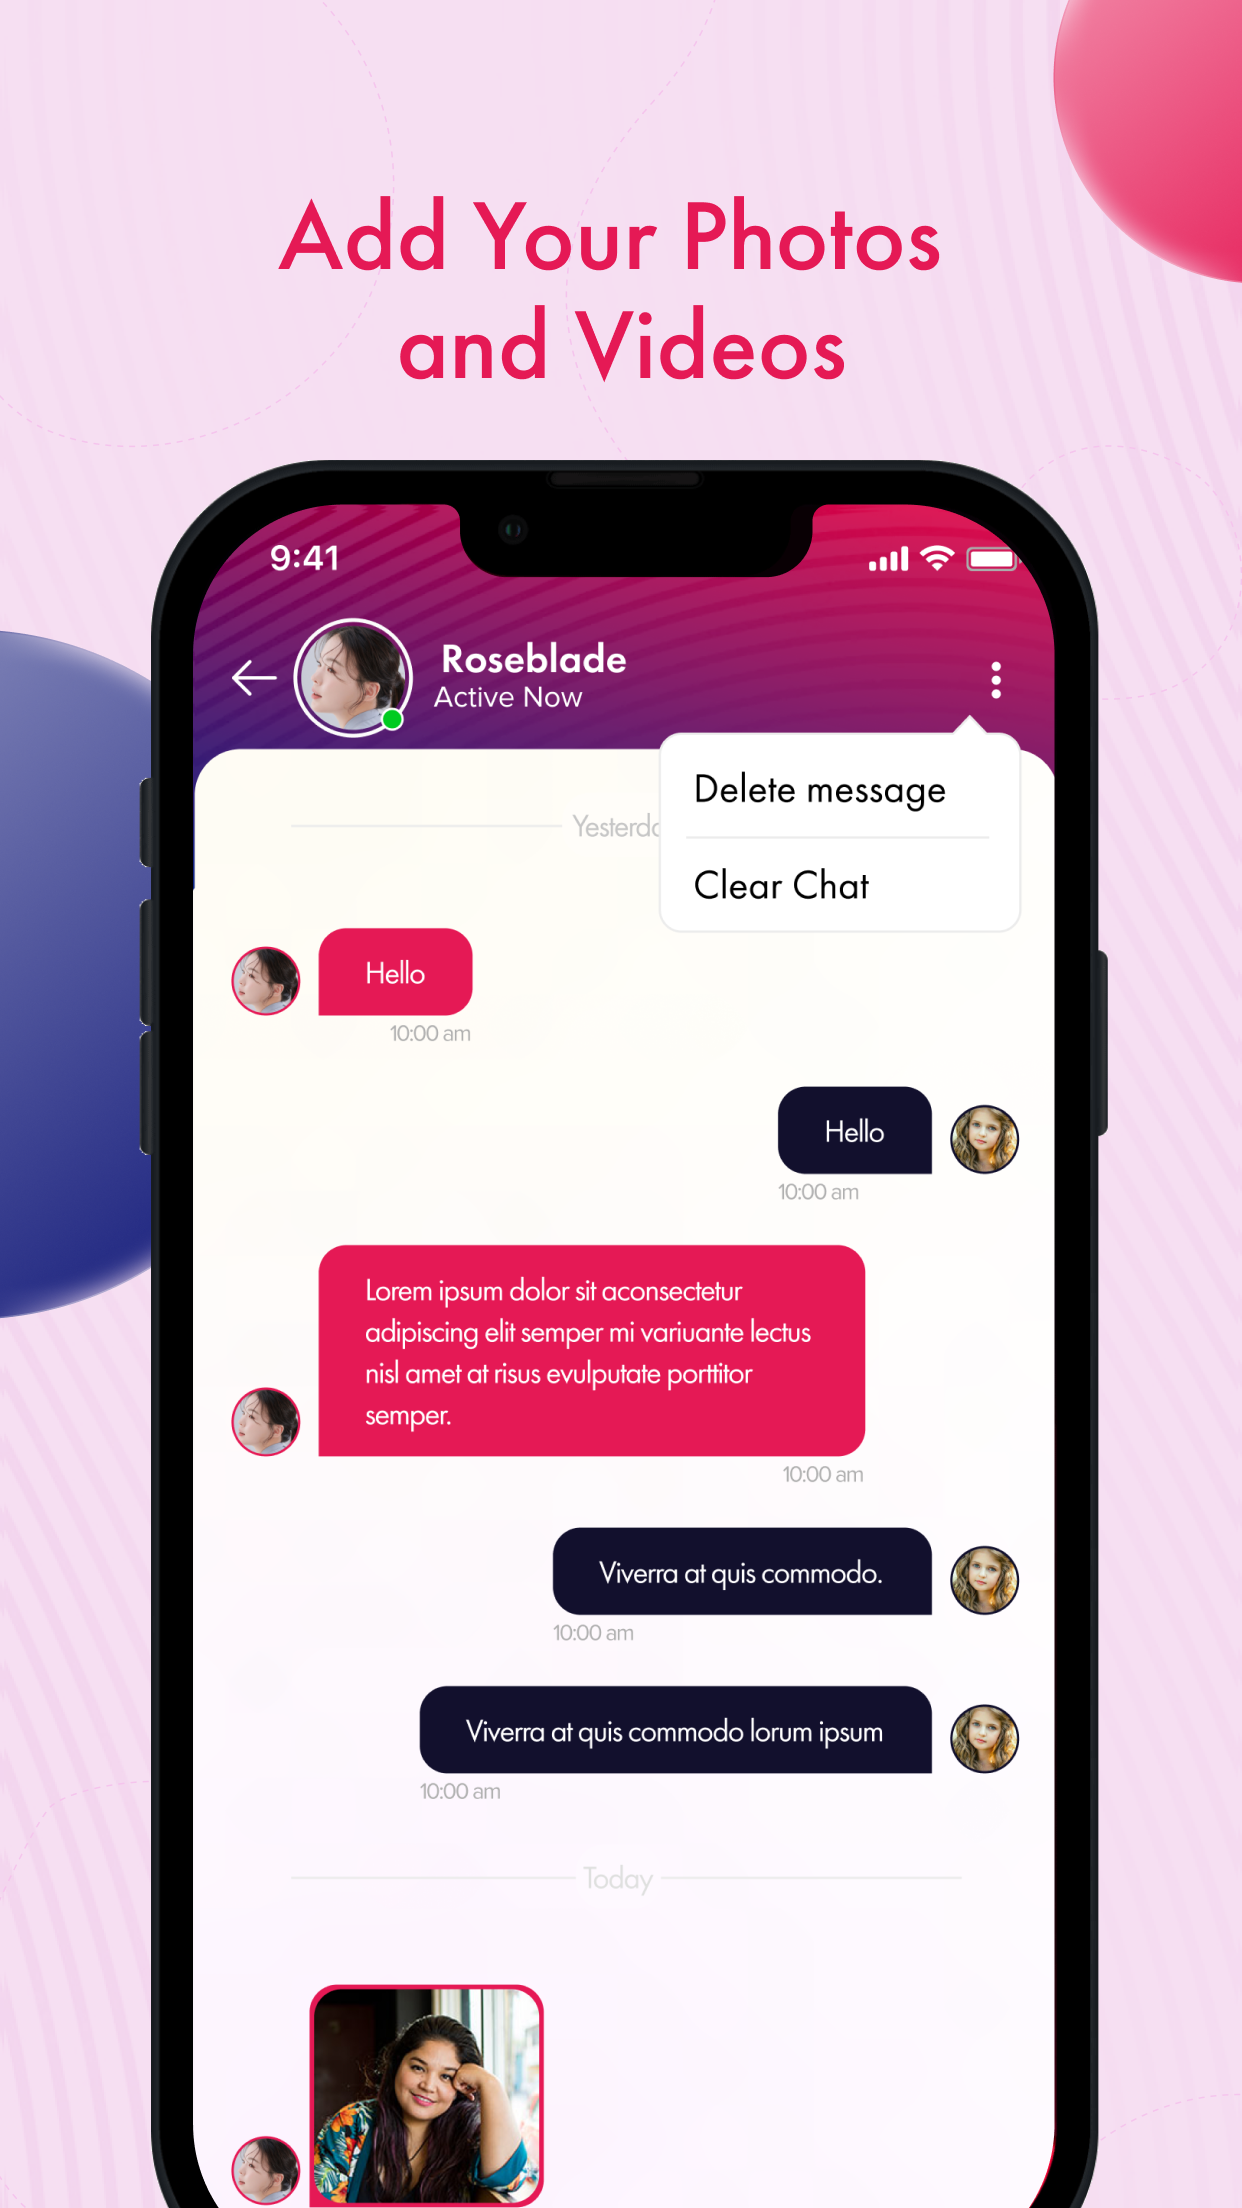 Add Your Photos
and Videos
9:41
Roseblade
Active Now
Delete message
Clear Chat
Hello
10:00 am
Hello
10:00 am
Lorem ipsum dolor sit aconsectetur
adipiscing elit semper mi variuante lectus
nisl amet at risus evulputate porttitor
semper.
10:00 am
Viverra at quis commodo.
10:00 am
Viverra at quis commodo lorum ipsum
10:00 am
Today